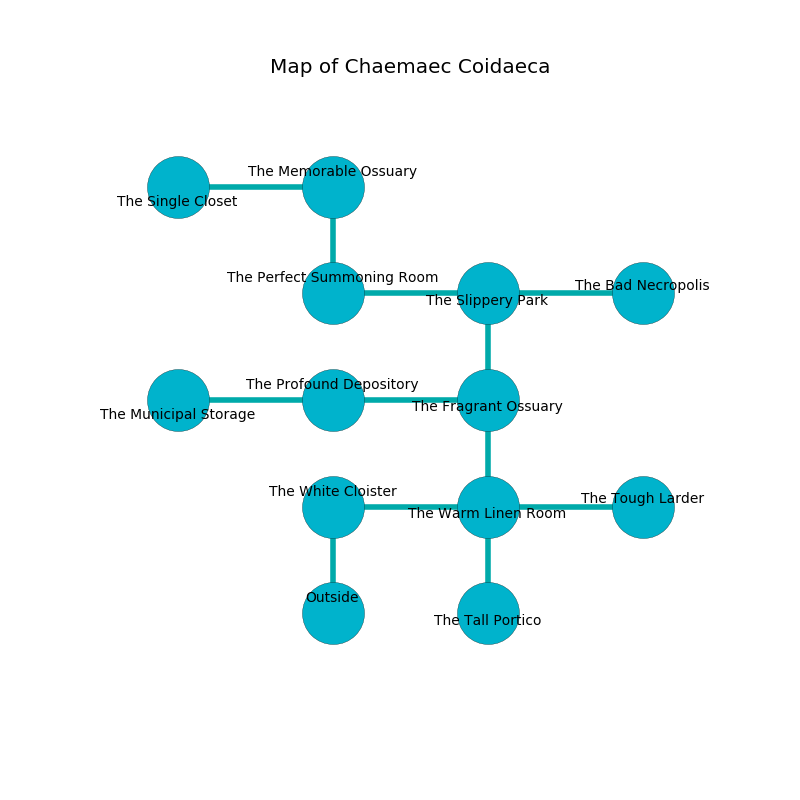 Map of Chaemaec Coidaeca
The Memorable Ossuary
The Single Closet
The Perfect Summoning Room
The Bad Necropolis
The Slippery Park
The Profound Depository
The Fragrant Ossuary
The Municipal Storage
The White Cloister
The Tough Larder
The Warm Linen Room
Outside
The Tall Portico